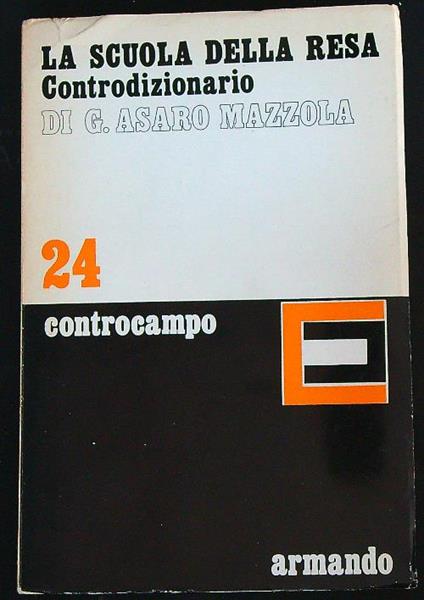 LA SCUOLA DELLA RESA
Controdizionario
DI G. ASARO MAZZOLA
24
controcampo
armando